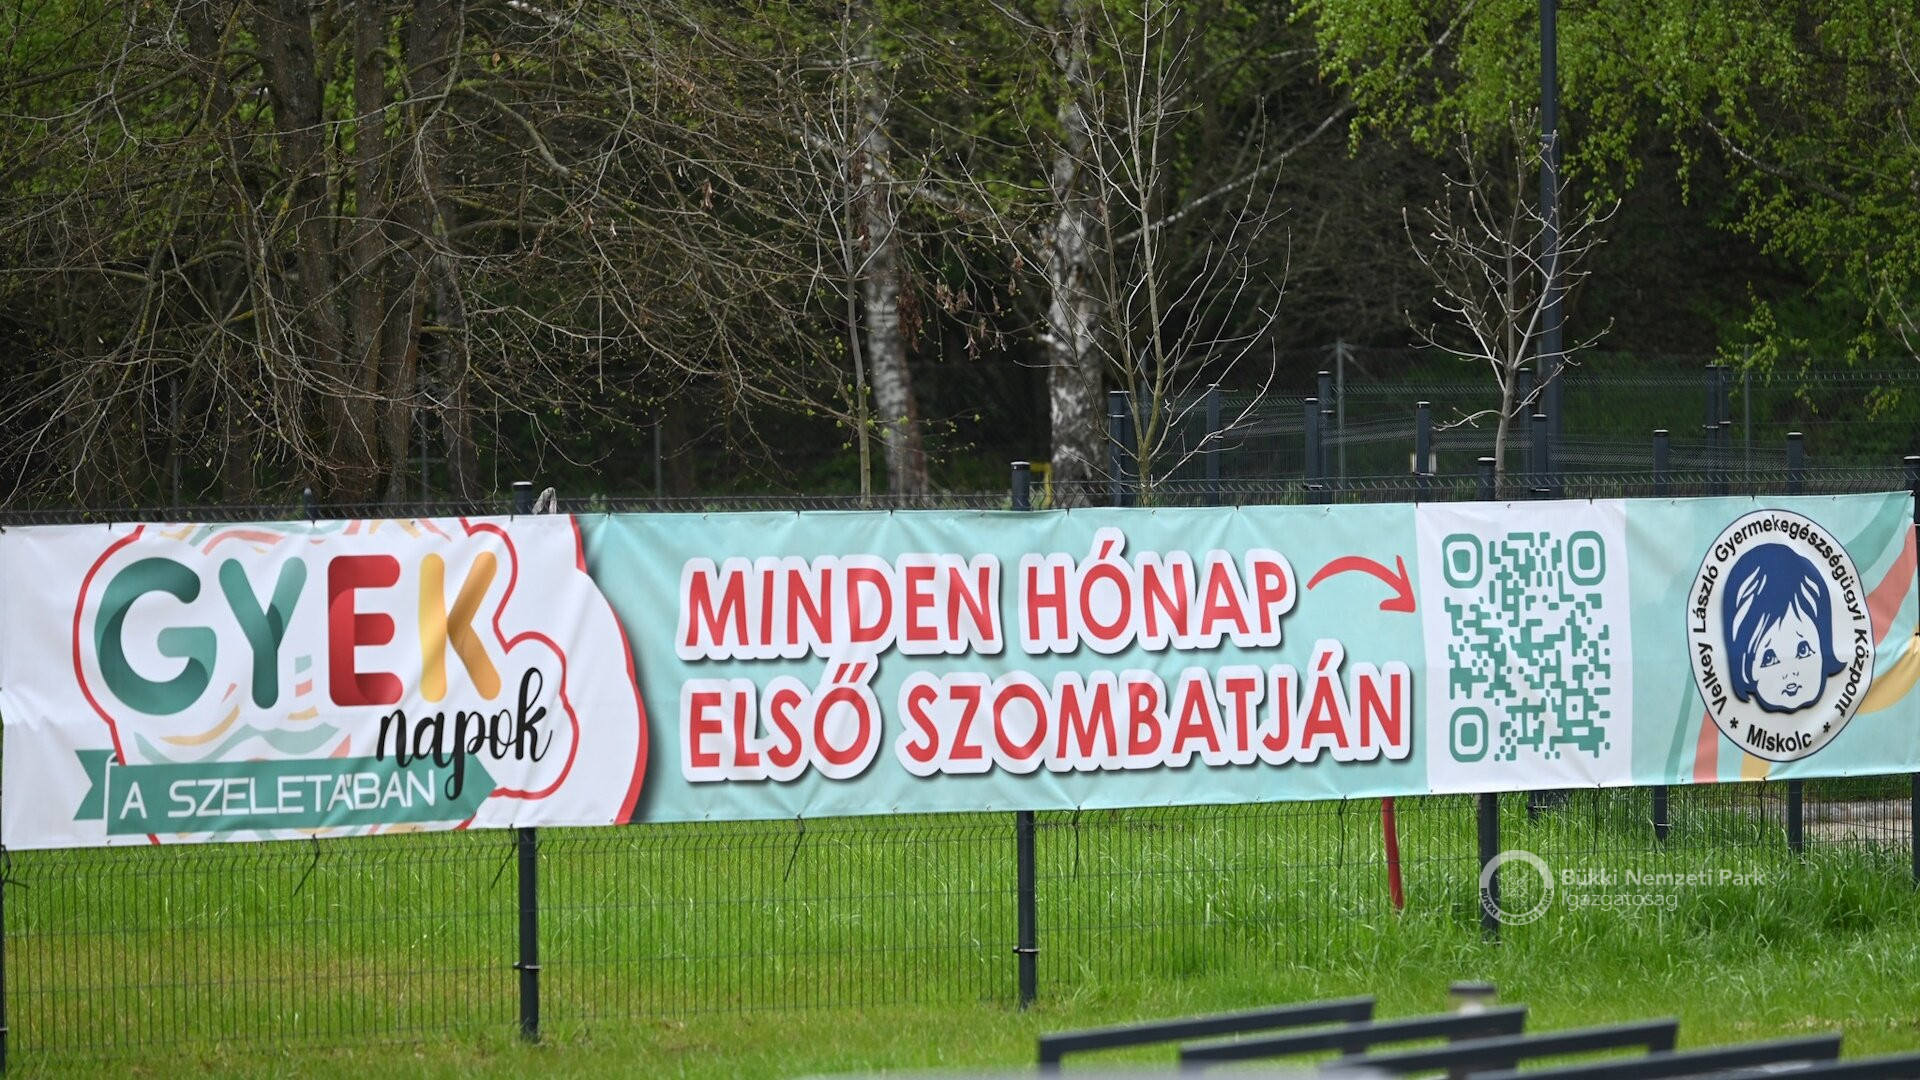 GYEK
napok
A SZELETÁBAN
MINDEN HÓNAP
ELSŐ SZOMBATJÁN
Velkey László Gyermekegészségügyi Központ
* Miskolc *
Bükki Nemzeti Park
Igazgatóság